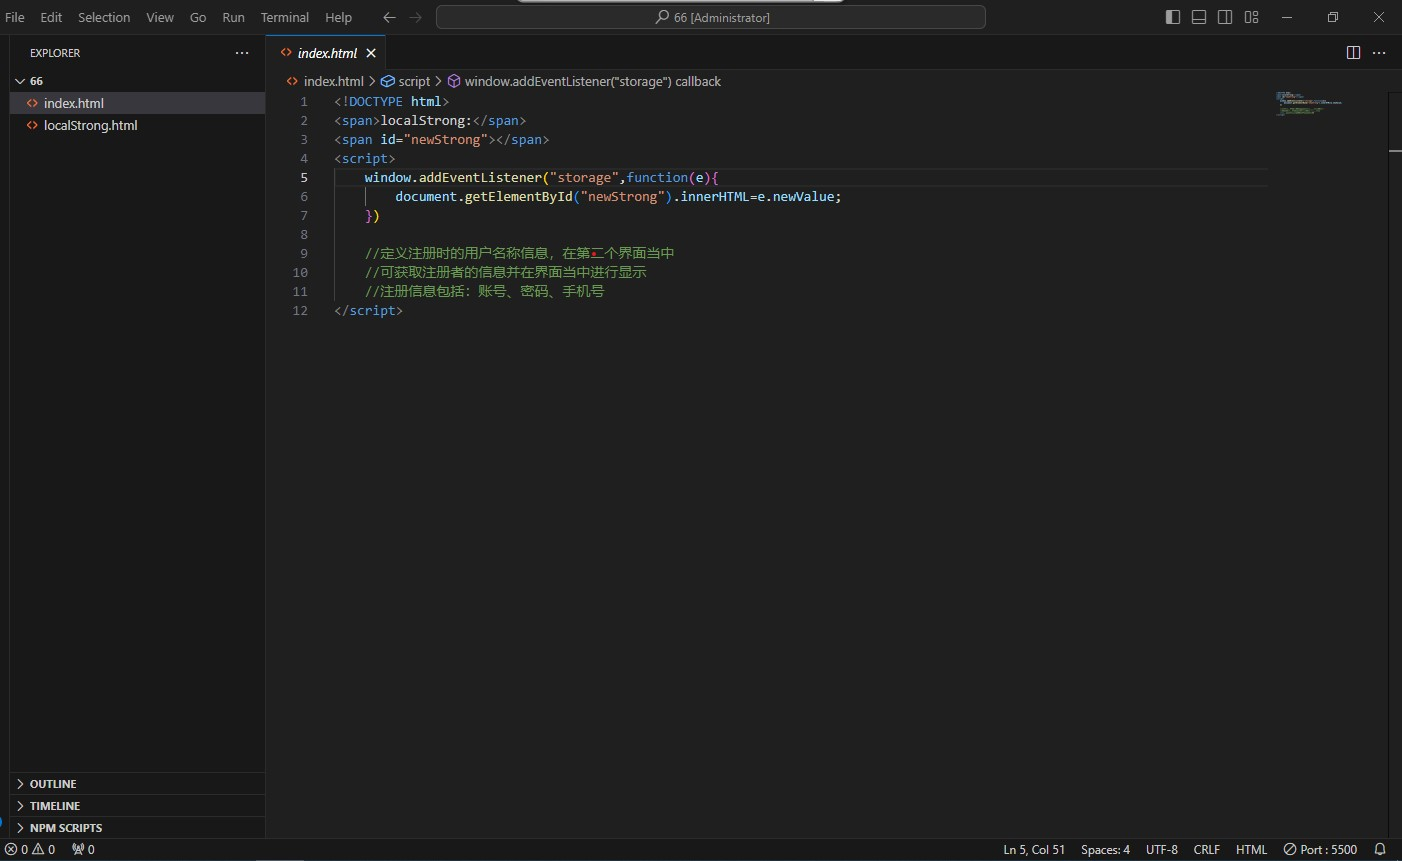 File Edit Selection View Go Run Terminal Help
66 [Administrator]
EXPLORER
66
index.html
localStrong.html
OUTLINE
TIMELINE
NPM SCRIPTS
index.html
index.html > script > window.addEventListener("storage") callback
1 <!DOCTYPE html>
2 <span>localStrong:</span>
3 <span id="newStrong"></span>
4 <script>
5 window.addEventListener("storage",function(e){
6 document.getElementById("newStrong").innerHTML=e.newValue;
7 })
8
9 //定义注册时的用户名称信息，在第二个界面当中
10 //可获取注册者的信息并在界面当中进行显示
11 //注册信息包括：账号、密码、手机号
12 </script>
0 0 0
Ln 5, Col 51 Spaces: 4 UTF-8 CRLF HTML Port : 5500